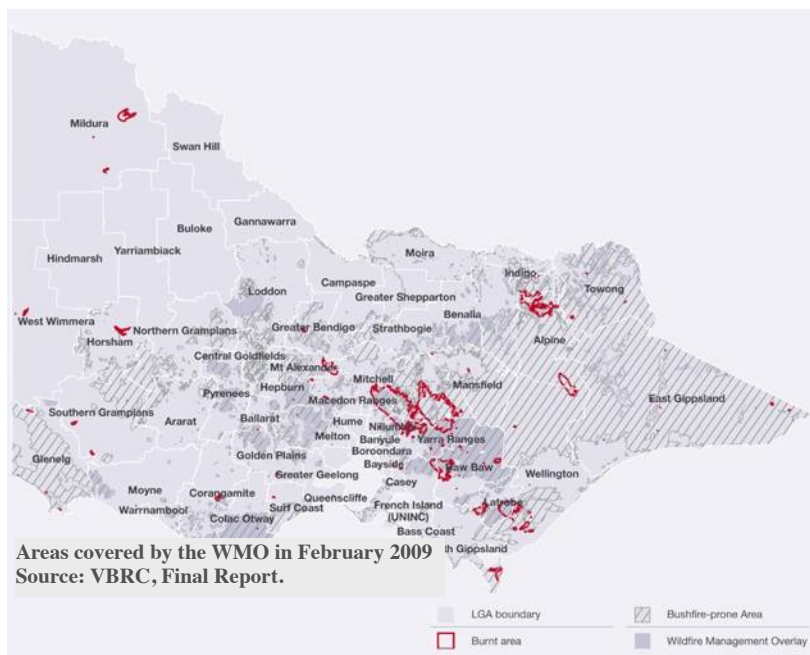 Mildura
Swan Hill
Gannawarra
Buloke
Yarriambiack
Hindmarsh
Moira
Indigo
Towong
Campaspe
Loddon
Greater Shepparton
Benalla
West Wimmera
Northern Grampians
Horsham
Greater Bendigo
Strathbogie
Alpine
Central Goldfields
Mt Alexander
Mitchell
Mansfield
Pyrenees
Hepburn
Macedon Ranges
East Gippsland
Southern Grampians
Ararat
Ballarat
Hume
Nillumbik
Melton
Banyule
Yarra Ranges
Boroondara
Glenelg
Golden Plains
Bayside
Baw Baw
Wellington
Greater Geelong
Casey
Moyne
Corangamite
Queenscliffe
Latrobe
Warrnambool
Surf Coast
French Island
(UNINC)
Colac Otway
Bass Coast
th Gippsland
Areas covered by the WMO in February 2009
Source: VBRC, Final Report.
LGA boundary
Bushfire-prone Area
Burnt area
Wildfire Management Overlay